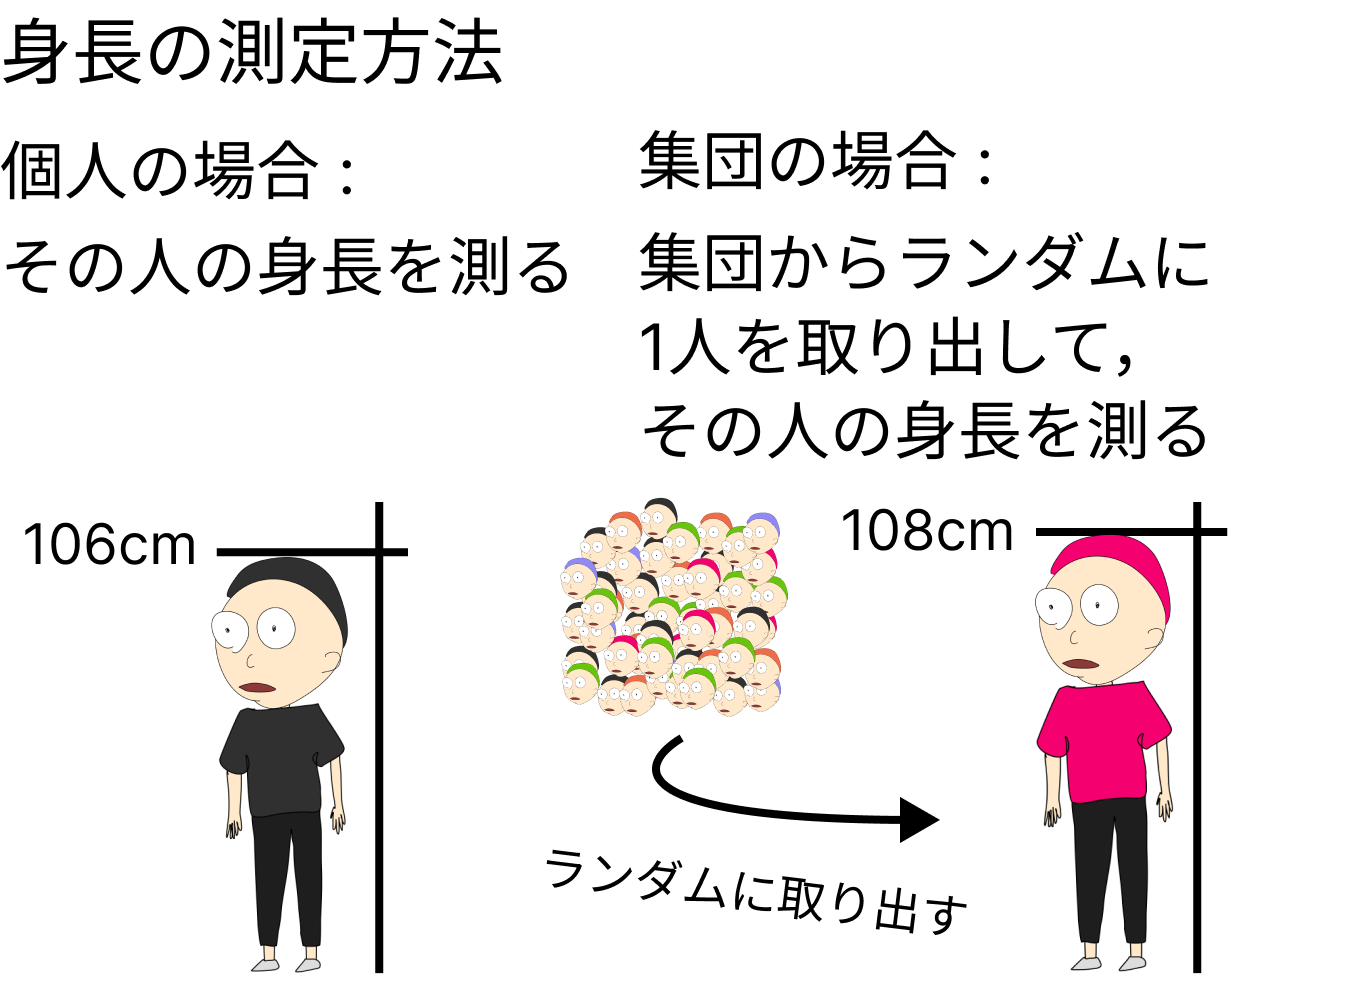 身長の測定方法
個人の場合：
その人の身長を測る
集団の場合：
集団からランダムに
1人を取り出して，
その人の身長を測る
106cm
108cm
ランダムに取り出す